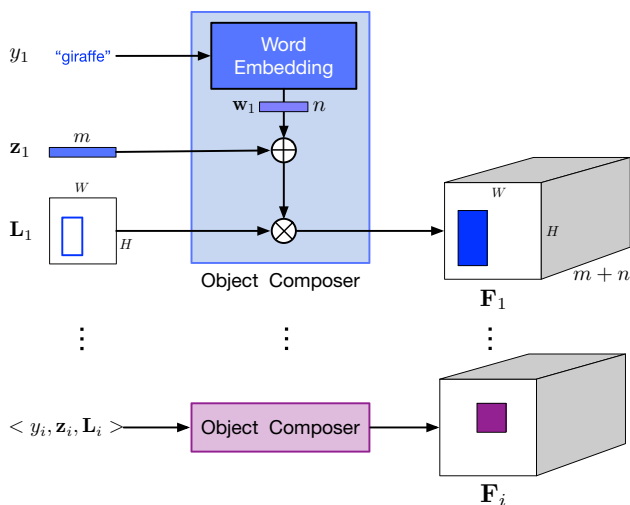 y₁ "giraffe" Word
Embedding
w₁ n
z₁ m
W
L₁ H
Object Composer
W
H
m + n
F₁
⋮ ⋮ ⋮
< yᵢ, zᵢ, Lᵢ > Object Composer
Fᵢ